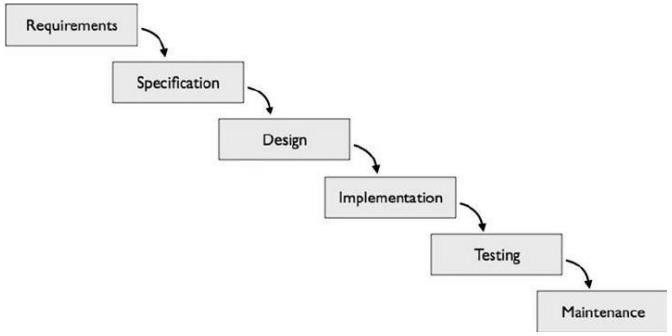 Requirements
Specification
Design
Implementation
Testing
Maintenance